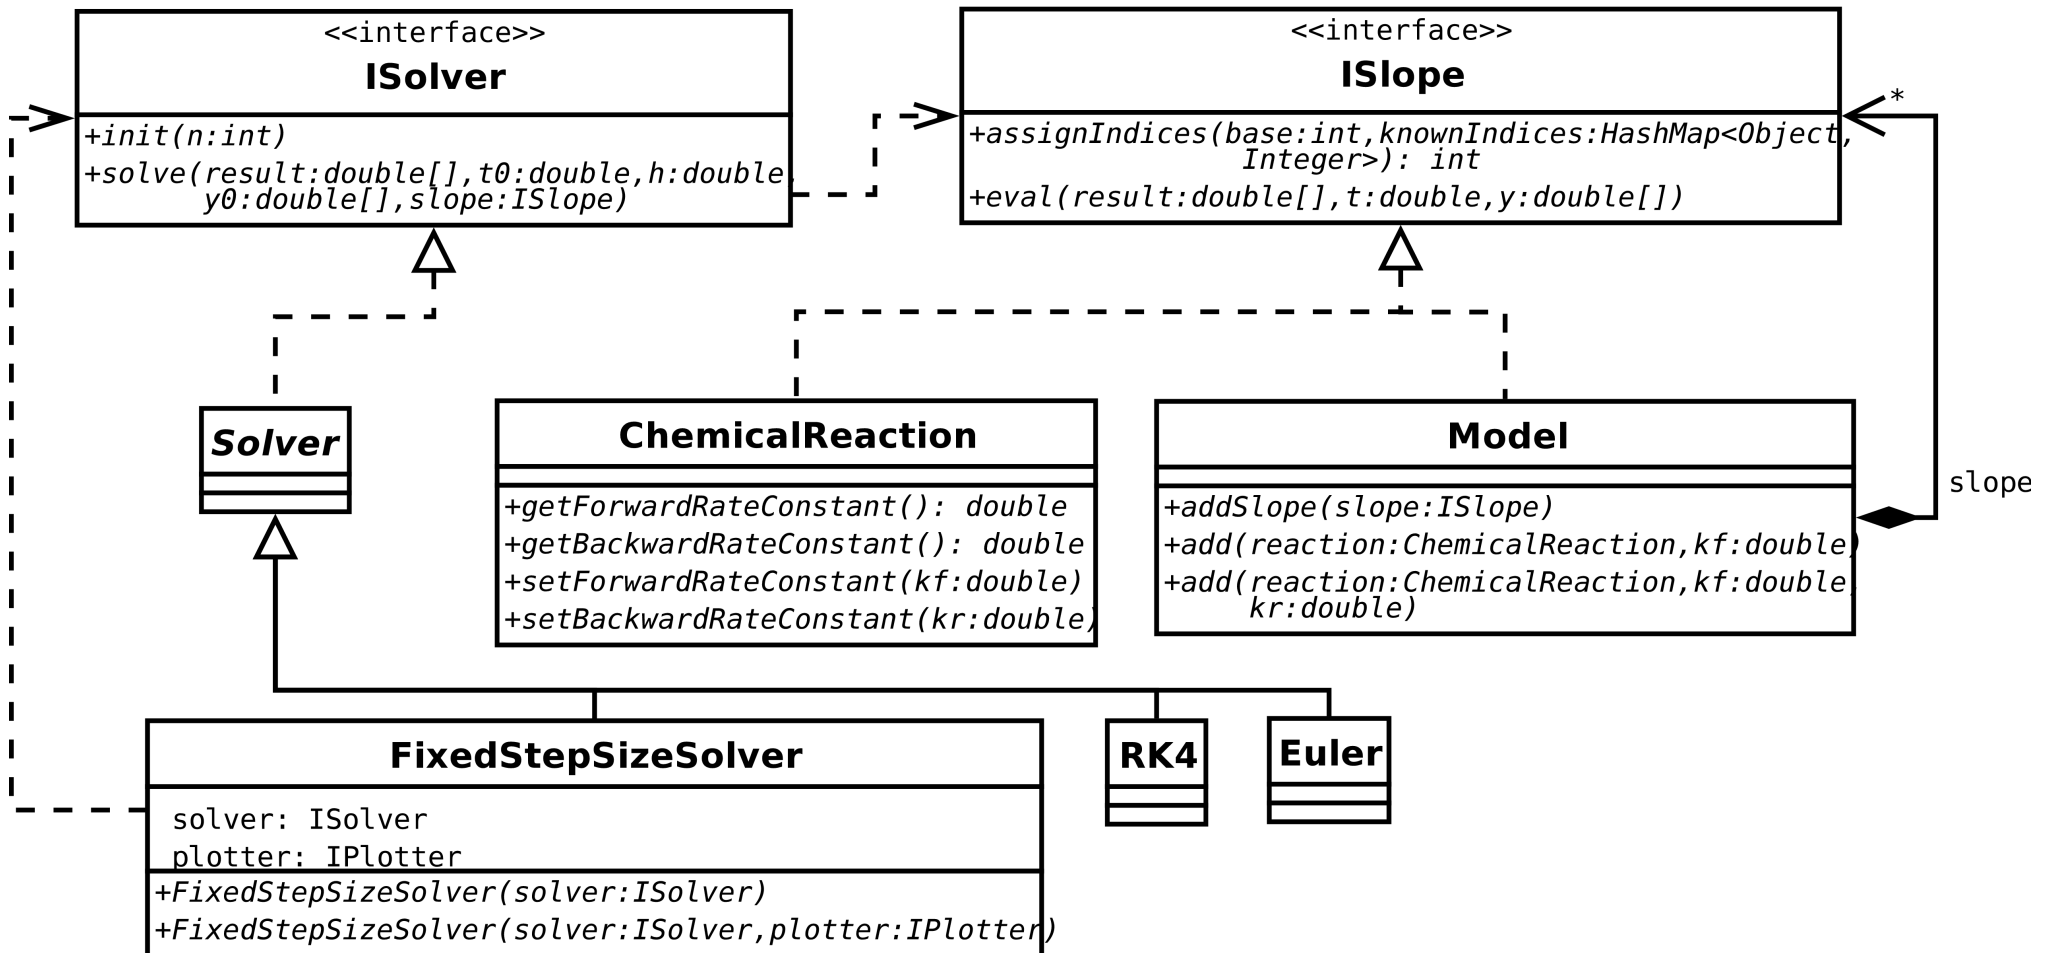 <<interface>>
ISolver
+init(n:int)
+solve(result:double[],t0:double,h:double,
y0:double[],slope:ISlope)
<<interface>>
ISlope
+assignIndices(base:int,knownIndices:HashMap<Object,
Integer>): int
+eval(result:double[],t:double,y:double[])
*
slope
Solver
ChemicalReaction
+getForwardRateConstant(): double
+getBackwardRateConstant(): double
+setForwardRateConstant(kf:double)
+setBackwardRateConstant(kr:double)
Model
+addSlope(slope:ISlope)
+add(reaction:ChemicalReaction,kf:double)
+add(reaction:ChemicalReaction,kf:double,
kr:double)
FixedStepSizeSolver
solver: ISolver
plotter: IPlotter
+FixedStepSizeSolver(solver:ISolver)
+FixedStepSizeSolver(solver:ISolver,plotter:IPlotter)
RK4
Euler